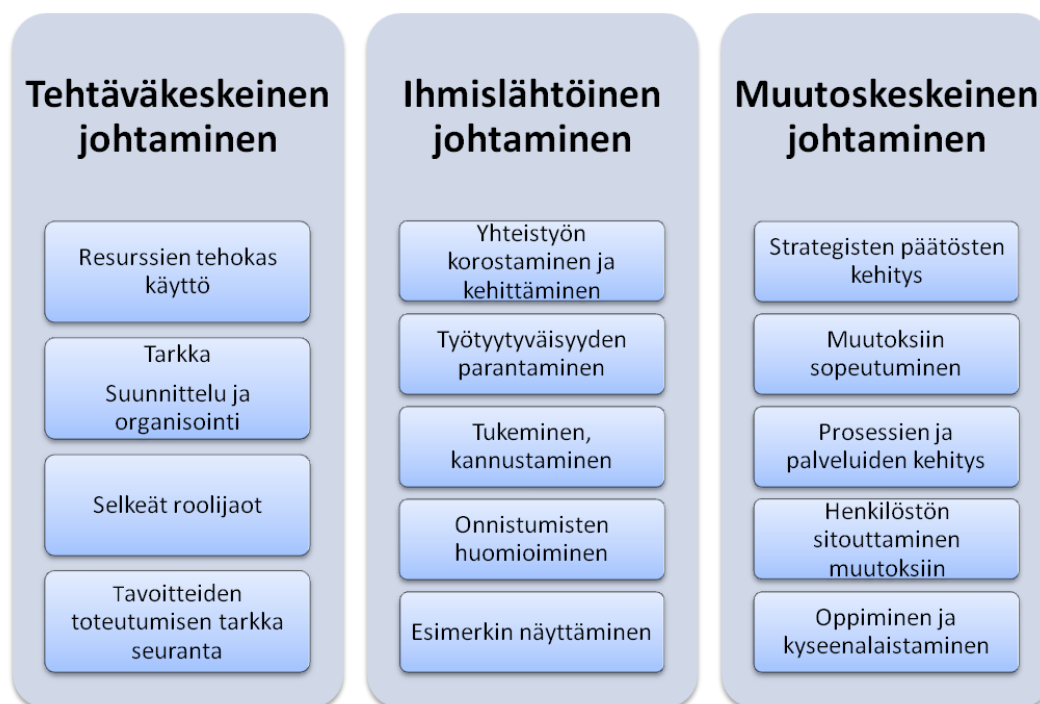 Tehtäväkeskeinen
johtaminen
Resurssien tehokas
käyttö
Tarkka
Suunnittelu ja
organisointi
Selkeät roolijaot
Tavoitteiden
toteutumisen tarkka
seuranta
Ihmislähtöinen
johtaminen
Yhteistyön
korostaminen ja
kehittäminen
Työtyytyväisyyden
parantaminen
Tukeminen,
kannustaminen
Onnistumisten
huomioiminen
Esimerkin näyttäminen
Muutoskeskeinen
johtaminen
Strategisten päätösten
kehitys
Muutoksiin
sopeutuminen
Prosessien ja
palveluiden kehitys
Henkilöstön
sitouttaminen
muutoksiin
Oppiminen ja
kyseenalaistaminen